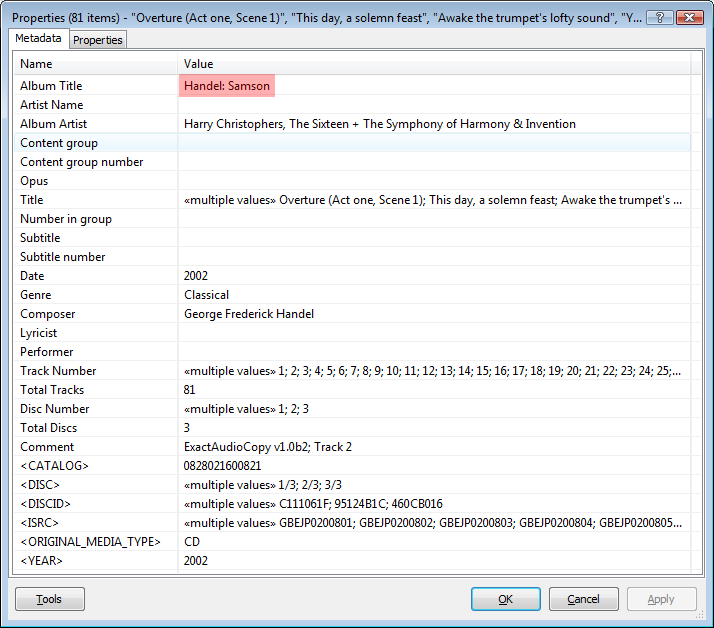 Properties (81 items) - "Overture (Act one, Scene 1)", "This day, a solemn feast", "Awake the trumpet's lofty sound", "Y...
Metadata Properties
Name Value
Album Title Handel: Samson
Artist Name
Album Artist Harry Christophers, The Sixteen + The Symphony of Harmony & Invention
Content group
Content group number
Opus
Title «multiple values» Overture (Act one, Scene 1); This day, a solemn feast; Awake the trumpet's ...
Number in group
Subtitle
Subtitle number
Date 2002
Genre Classical
Composer George Frederick Handel
Lyricist
Performer
Track Number «multiple values» 1; 2; 3; 4; 5; 6; 7; 8; 9; 10; 11; 12; 13; 14; 15; 16; 17; 18; 19; 20; 21; 22; 23; 24; 25;...
Total Tracks 81
Disc Number «multiple values» 1; 2; 3
Total Discs 3
Comment ExactAudioCopy v1.0b2; Track 2
<CATALOG> 0828021600821
<DISC> «multiple values» 1/3; 2/3; 3/3
<DISCID> «multiple values» C111061F; 95124B1C; 460CB016
<ISRC> «multiple values» GBEJP0200801; GBEJP0200802; GBEJP0200803; GBEJP0200804; GBEJP0200805...
<ORIGINAL_MEDIA_TYPE> CD
<YEAR> 2002
Tools OK Cancel Apply